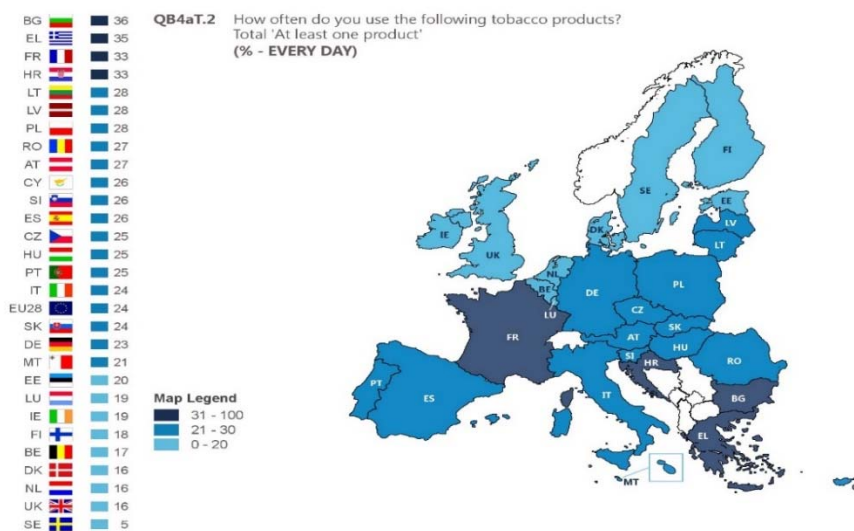 QB4aT.2 How often do you use the following tobacco products?
Total 'At least one product'
(% - EVERY DAY)
BG 36
EL 35
FR 33
HR 33
LT 28
LV 28
PL 28
RO 27
AT 27
CY 26
SI 26
ES 26
CZ 25
HU 25
PT 25
IT 24
EU28 24
SK 24
DE 23
MT 21
EE 20
LU 19
IE 19
FI 18
BE 17
DK 16
NL 16
UK 16
SE 5
Map Legend
31 - 100
21 - 30
0 - 20
FI
SE
EE
LV
LT
DK
IE
UK
NL
BE
LU
DE
PL
CZ
SK
AT
HU
SI
HR
RO
FR
BG
IT
PT
ES
EL
MT